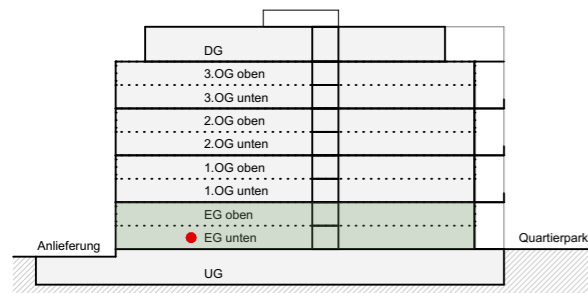 DG
3.OG oben
3.OG unten
2.OG oben
2.OG unten
1.OG oben
1.OG unten
EG oben
Anlieferung
EG unten
Quartierpark
UG